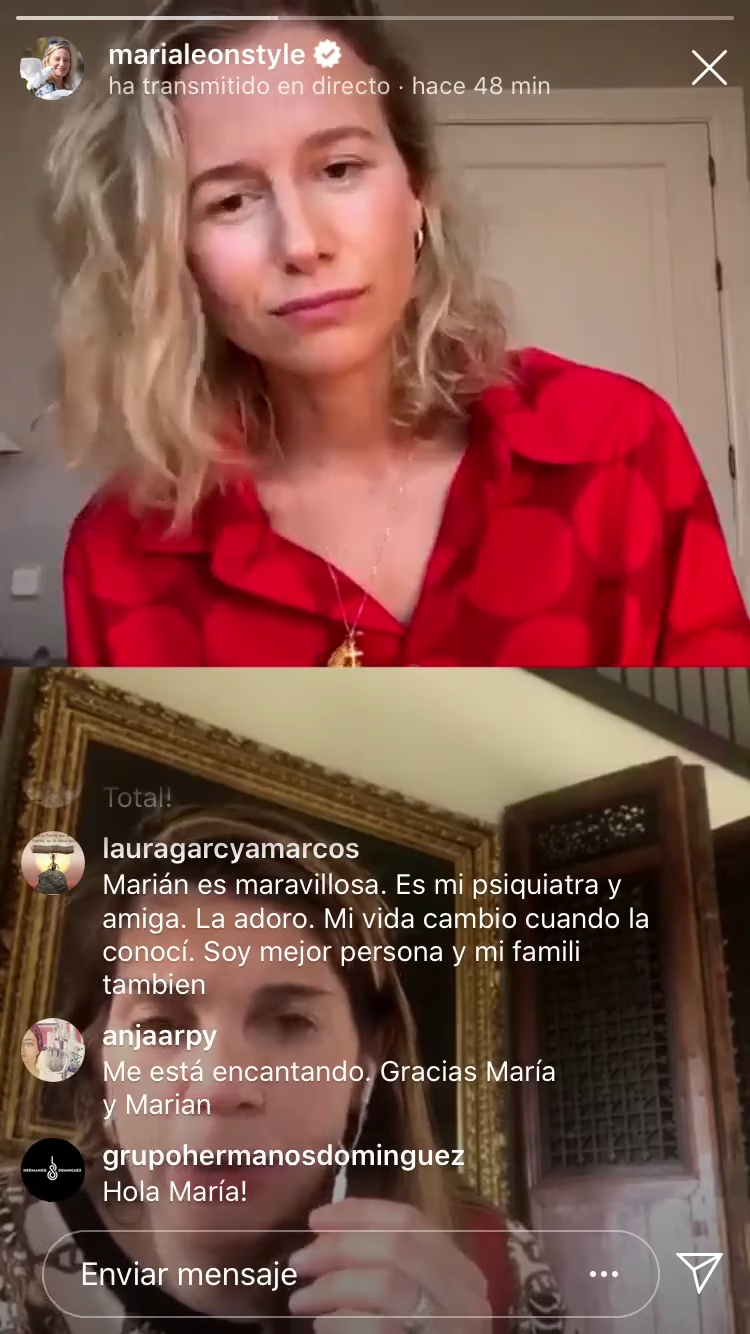 marialeonstyle
ha transmitido en directo · hace 48 min
Total!
lauragarcyamarcos
Marián es maravillosa. Es mi psiquiatra y
amiga. La adoro. Mi vida cambio cuando la
conocí. Soy mejor persona y mi famili
tambien
anjaarpy
Me está encantando. Gracias María
y Marian
HERMANOS DOMINGUEZ
grupohermanosdominguez
Hola María!
Enviar mensaje